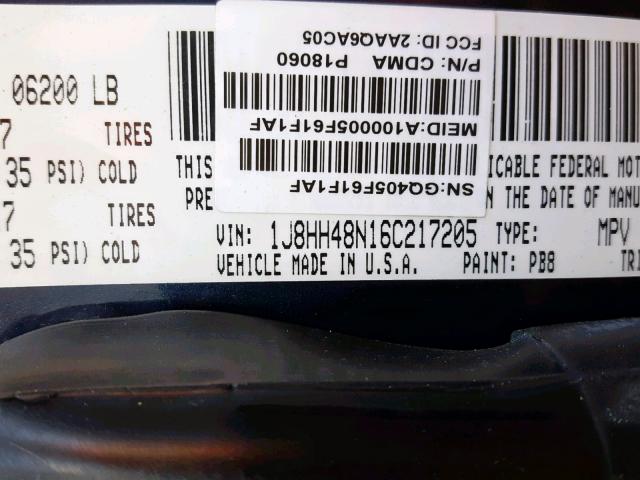 FCC ID: 2AAQ6AC05
P/N: CDMA P18060
MEID:A100005F61F1AF
SN:GQ405F61F1AF
06200 LB
7 TIRES
35 PSI) COLD
7 TIRES
35 PSI) COLD
THIS ICABLE FEDERAL MOT
PRE N THE DATE OF MANU
VIN: 1J8HH48N16C217205 TYPE: MPV
VEHICLE MADE IN U.S.A. PAINT: PB8 TRI